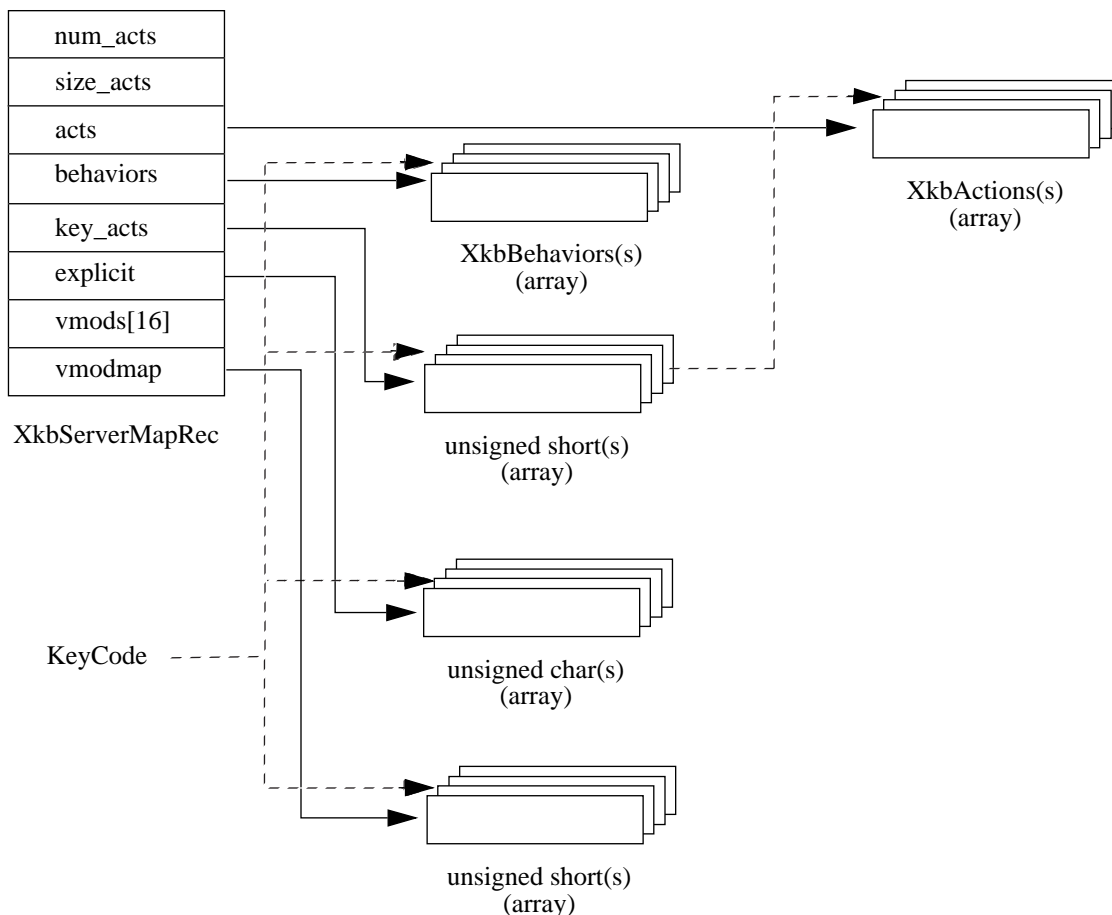 num_acts
size_acts
acts
behaviors
key_acts
explicit
vmods[16]
vmodmap
XkbServerMapRec
XkbActions(s)
(array)
XkbBehaviors(s)
(array)
unsigned short(s)
(array)
KeyCode
unsigned char(s)
(array)
unsigned short(s)
(array)